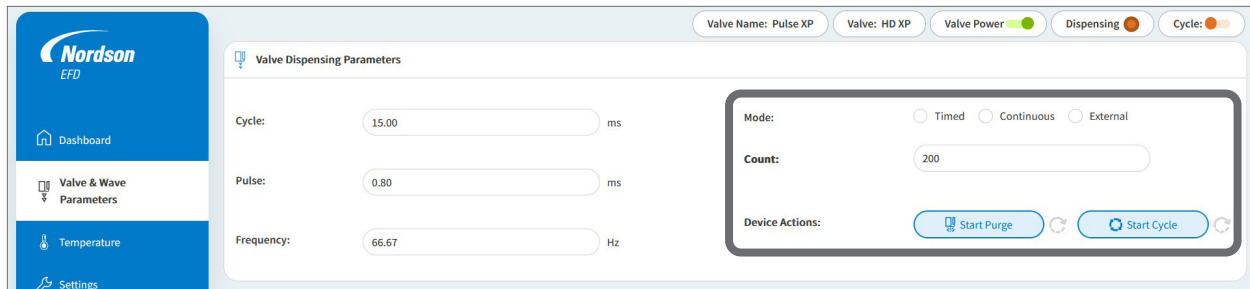 Valve Name: Pulse XP
Valve: HD XP
Valve Power
Dispensing
Cycle:
Nordson
EFD
Dashboard
Valve & Wave
Parameters
Temperature
Settings
Valve Dispensing Parameters
Cycle: 15.00 ms
Pulse: 0.80 ms
Frequency: 66.67 Hz
Mode: Timed Continuous External
Count: 200
Device Actions: Start Purge Start Cycle